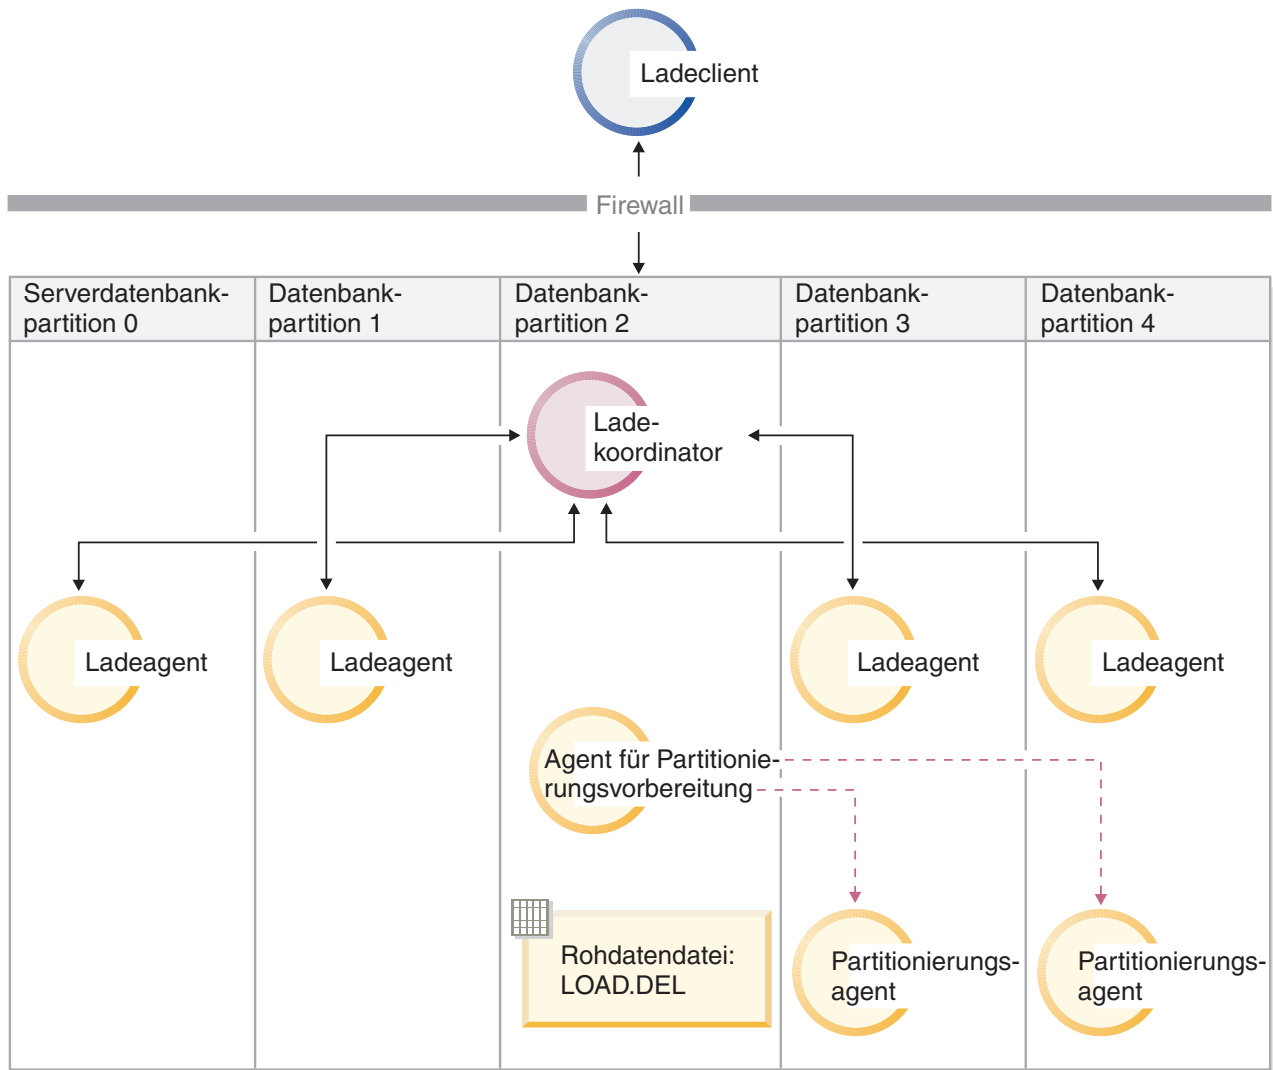 Ladeclient
Firewall
Serverdatenbank-
partition 0
Datenbank-
partition 1
Datenbank-
partition 2
Datenbank-
partition 3
Datenbank-
partition 4
Lade-
koordinator
Ladeagent
Ladeagent
Ladeagent
Ladeagent
Agent für Partitionie-
rungsvorbereitung
Rohdatendatei:
LOAD.DEL
Partitionierungs-
agent
Partitionierungs-
agent